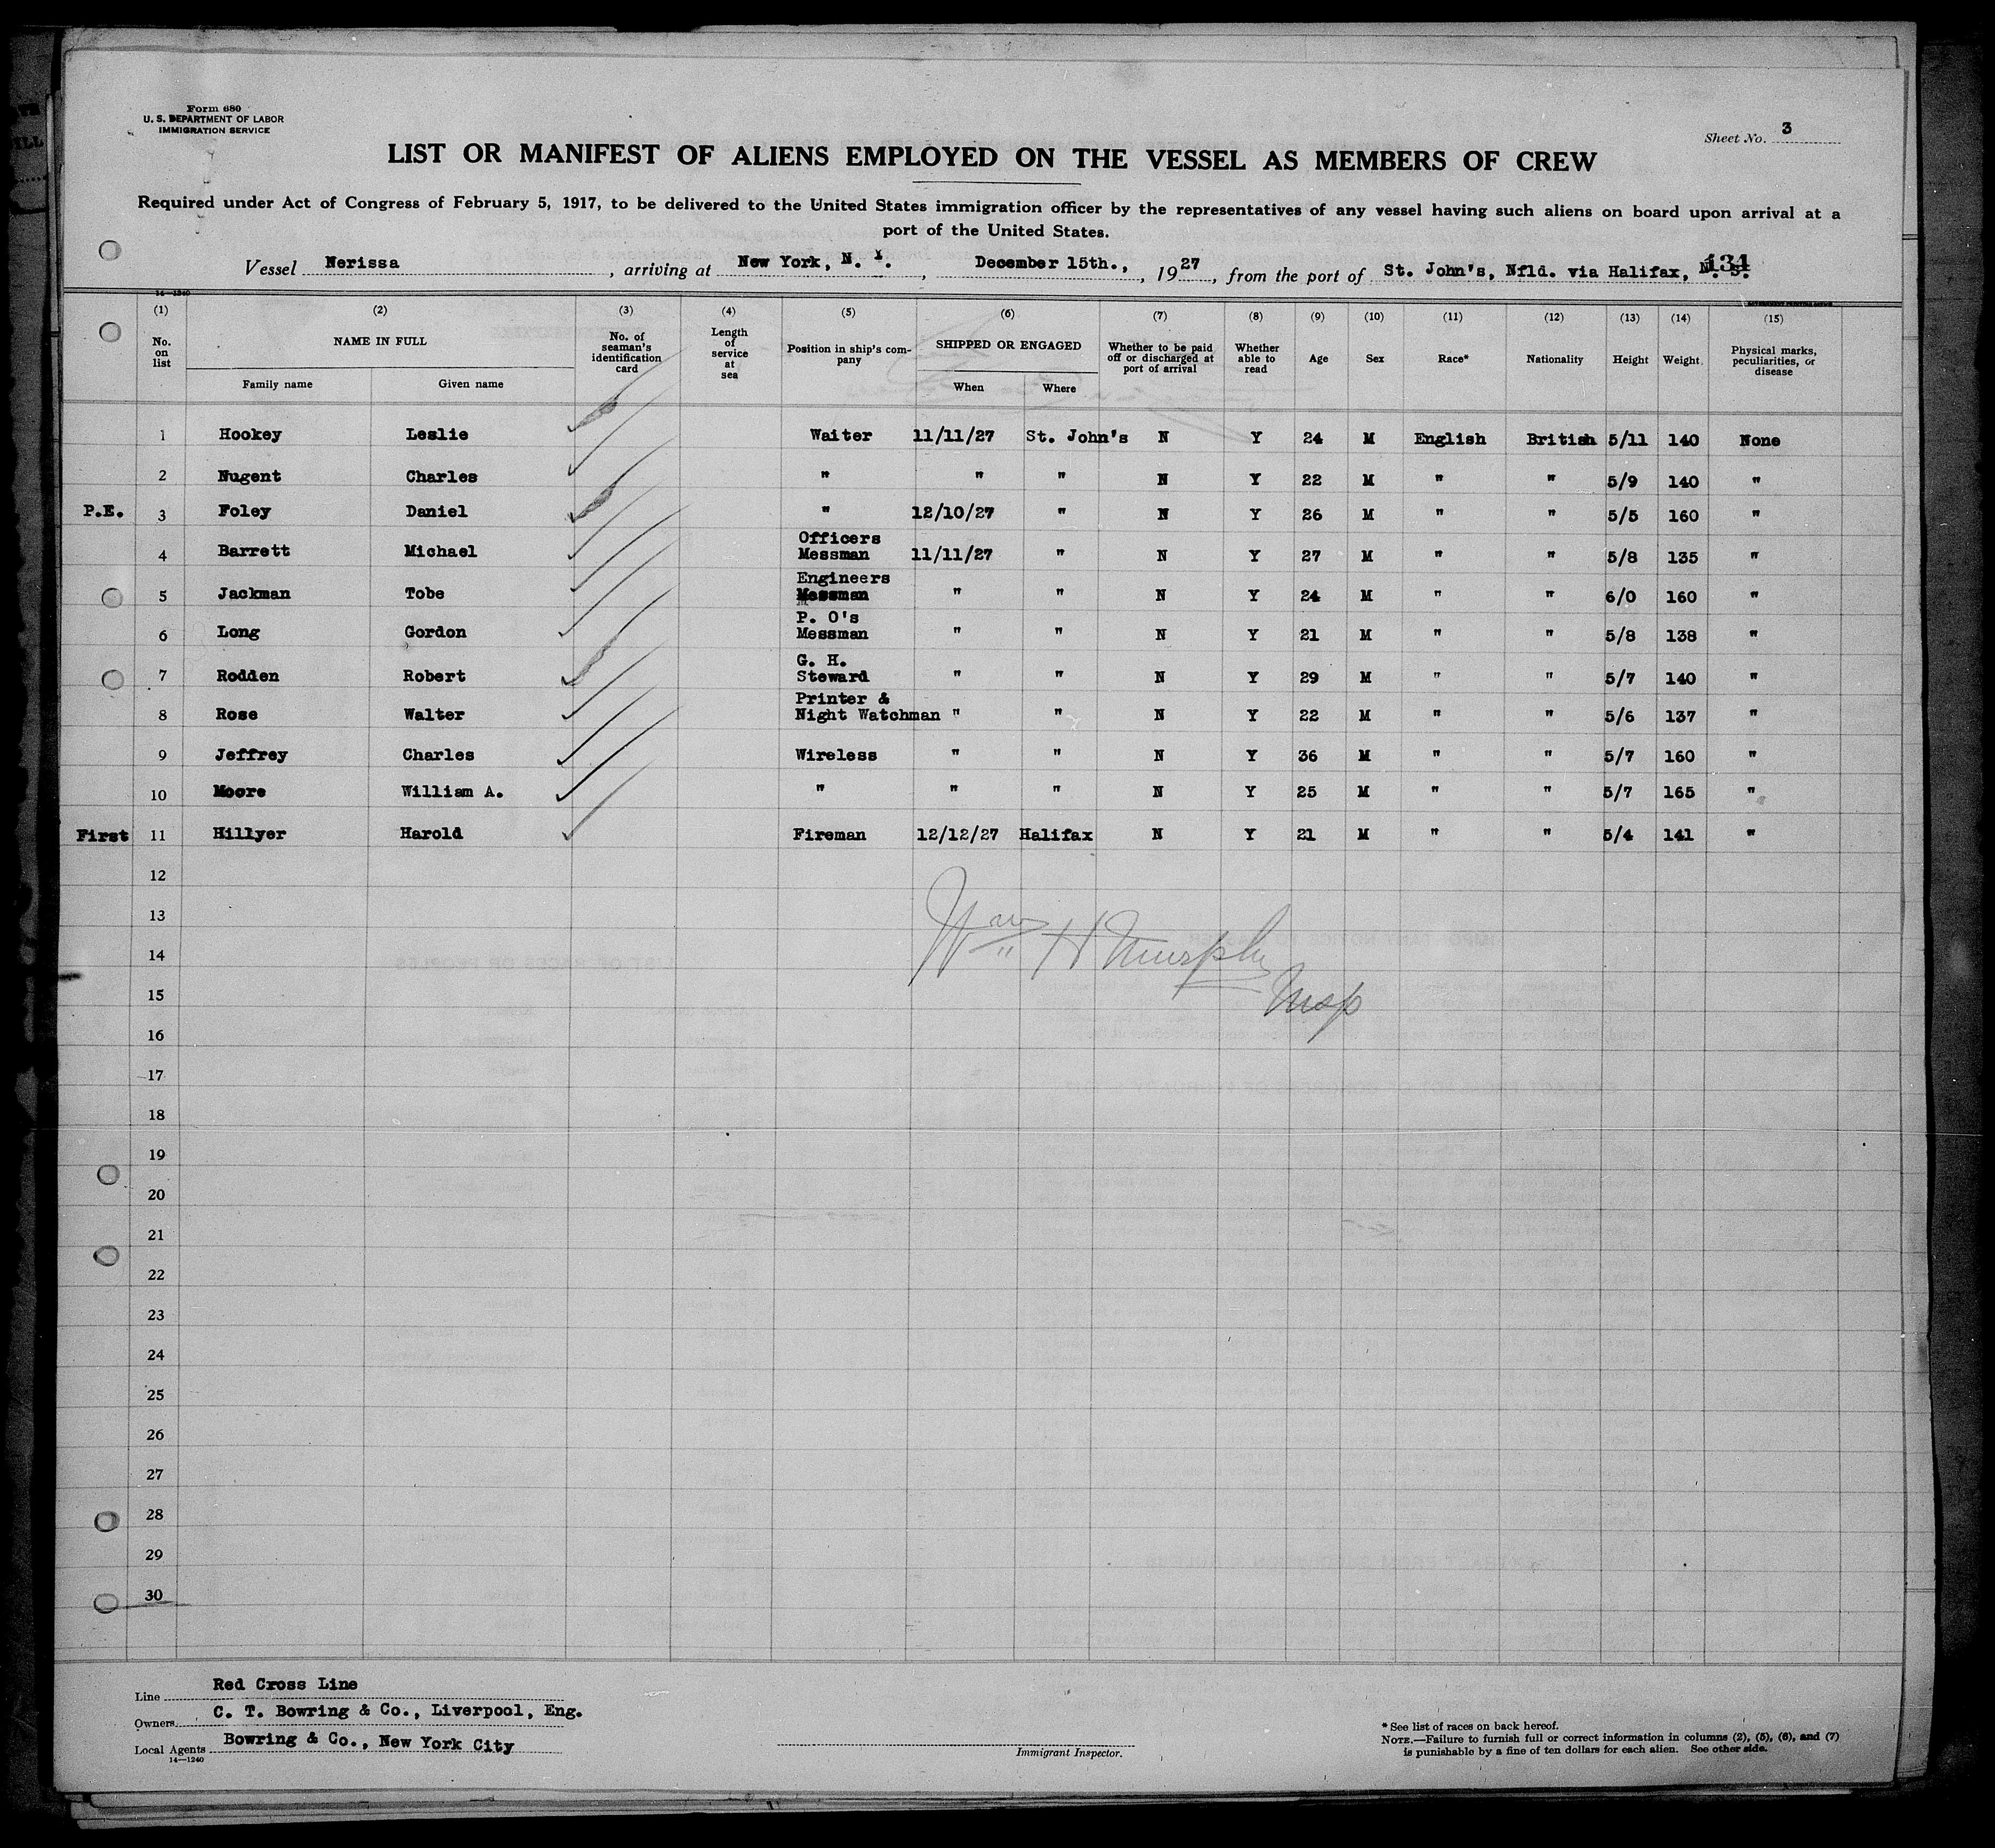 Form 680
U. S. DEPARTMENT OF LABOR
IMMIGRATION SERVICE
Sheet No. 3
LIST OR MANIFEST OF ALIENS EMPLOYED ON THE VESSEL AS MEMBERS OF CREW
Required under Act of Congress of February 5, 1917, to be delivered to the United States immigration officer by the representatives of any vessel having such aliens on board upon arrival at a
port of the United States.
Vessel Nerissa, arriving at New York, N. Y., December 15th., 1927, from the port of St. John's, Nfld. via Halifax, N. S. 134
14—1240
(1) (2) (3) (4) (5) (6) (7) (8) (9) (10) (11) (12) (13) (14) (15)
No. on list NAME IN FULL Family name Given name No. of seaman's identification card Length of service at sea Position in ship's company SHIPPED OR ENGAGED When Where Whether to be paid off or discharged at port of arrival Whether able to read Age Sex Race* Nationality Height Weight Physical marks, peculiarities, or disease
1 Hookey Leslie Waiter 11/11/27 St. John's N Y 24 M English British 5/11 140 None
2 Nugent Charles " " " N Y 22 M " " 5/9 140 "
P.E. 3 Foley Daniel " 12/10/27 " N Y 26 M " " 5/5 160 "
4 Barrett Michael Officers Messman 11/11/27 " N Y 27 M " " 5/8 135 "
5 Jackman Tobe Engineers Messman " " N Y 24 M " " 6/0 160 "
6 Long Gordon P. O's Messman " " N Y 21 M " " 5/8 138 "
7 Rodden Robert G. H. Steward " " N Y 29 M " " 5/7 140 "
8 Rose Walter Printer & Night Watchman " " N Y 22 M " " 5/6 137 "
9 Jeffrey Charles Wireless " " N Y 36 M " " 5/7 160 "
10 Moore William A. " " " N Y 25 M " " 5/7 165 "
First 11 Hillyer Harold Fireman 12/12/27 Halifax N Y 21 M " " 5/4 141 "
12
13
Wm H Murphy
14
Insp
15
16
17
18
19
20
21
22
23
24
25
26
27
28
29
30
Line Red Cross Line
Owners C. T. Bowring & Co., Liverpool, Eng.
Local Agents Bowring & Co., New York City
14—1240
Immigrant Inspector.
* See list of races on back hereof.
NOTE.—Failure to furnish full or correct information in columns (2), (5), (6), and (7)
is punishable by a fine of ten dollars for each alien. See other side.